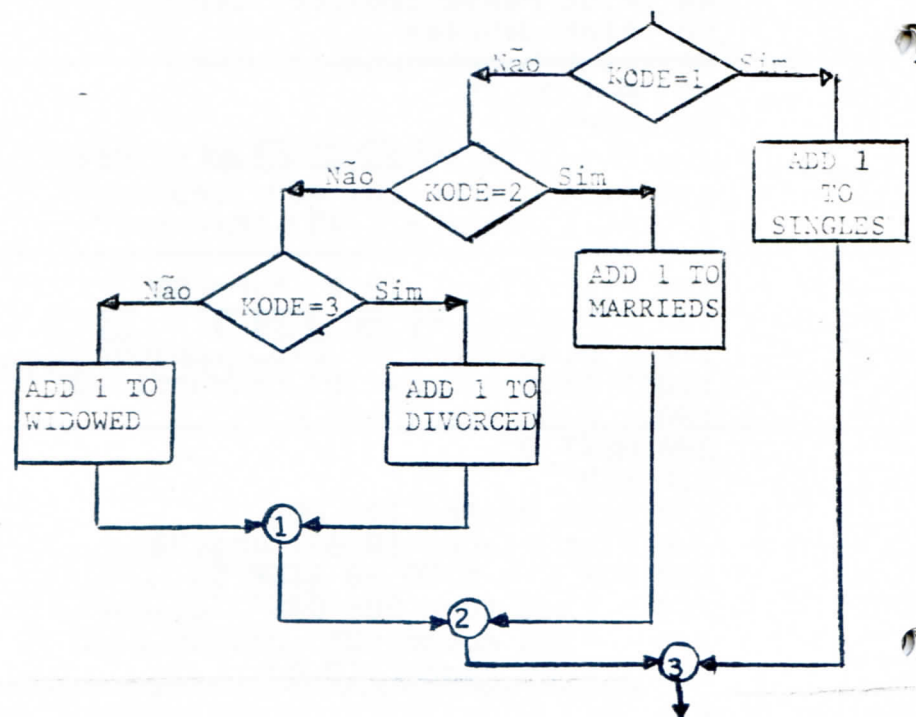 Não
KODE=1
Sim
ADD 1
TO
SINGLES
Não
KODE=2
Sim
ADD 1 TO
MARRIEDS
Não
KODE=3
Sim
ADD 1 TO
WIDOWED
ADD 1 TO
DIVORCED
1
2
3